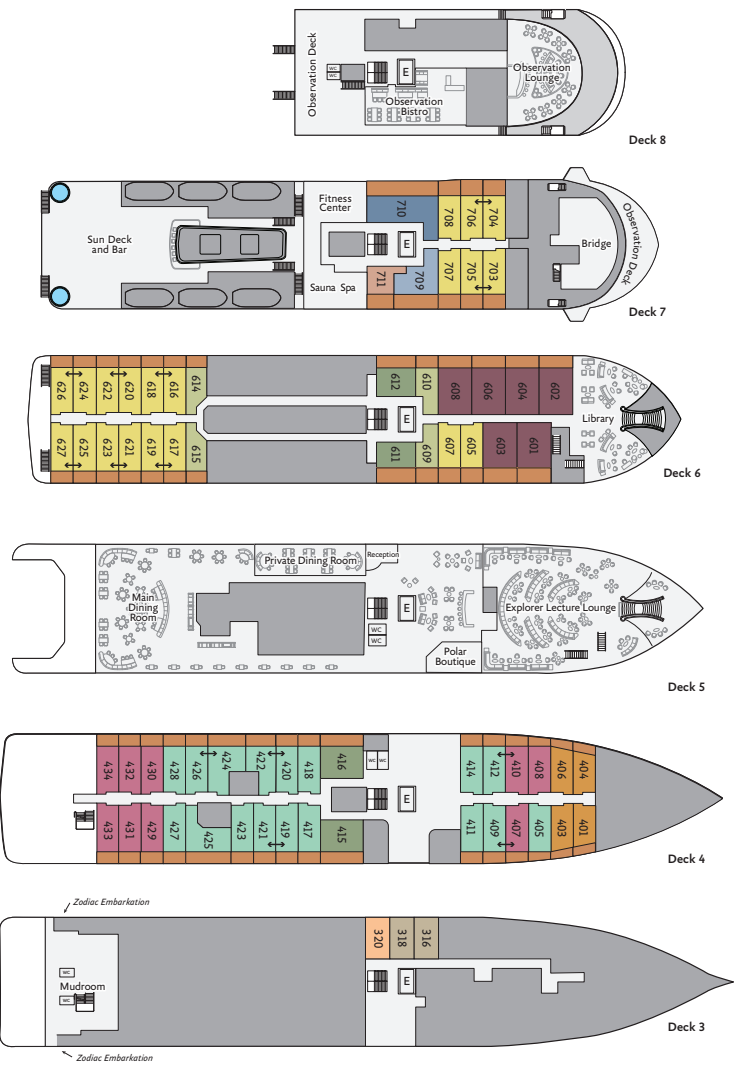 Observation Deck
WC
WC
E
Observation
Lounge
Observation
Bistro
Deck 8
Fitness
Center
710
708
706
704
Sun Deck
and Bar
E
Bridge
Observation Deck
Sauna Spa
711
709
707
705
703
Deck 7
626
624
622
620
618
616
614
612
610
608
606
604
602
E
Library
627
625
623
621
619
617
615
611
609
607
605
603
601
Deck 6
Private Dining Room
Reception
Main
Dining
Room
E
WC
WC
Explorer Lecture Lounge
Polar
Boutique
Deck 5
434
432
430
428
426
424
422
420
418
416
WC
WC
414
412
410
408
406
404
E
433
431
429
427
425
423
421
419
417
415
411
409
407
405
403
401
Deck 4
Zodiac Embarkation
320
318
316
WC
Mudroom
WC
E
Deck 3
Zodiac Embarkation